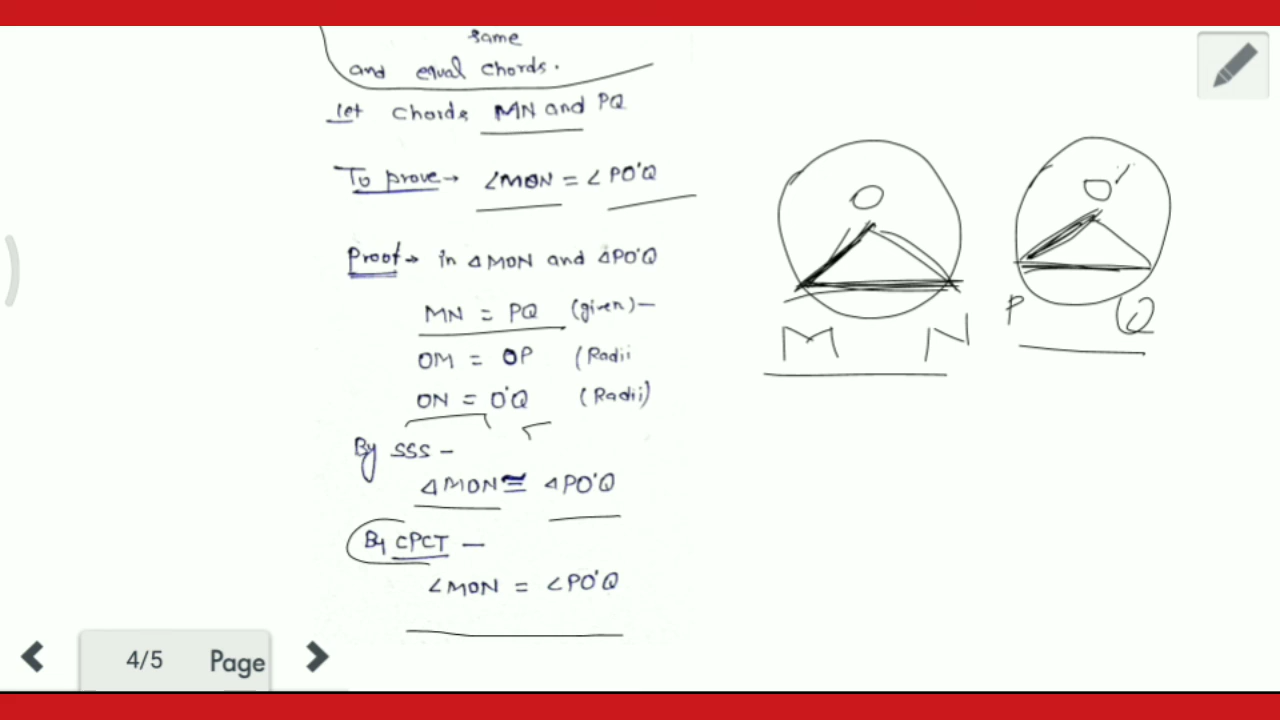 same
and equal chords.
Let chords MN and PQ
To prove → ∠MON = ∠PO'Q
Proof → in △MON and △PO'Q
MN = PQ (given) —
OM = OP (Radii
ON = O'Q (Radii)
By SSS —
△MON ≅ △PO'Q
By CPCT —
∠MON = ∠PO'Q
O
O'
M N
P Q
4/5 Page